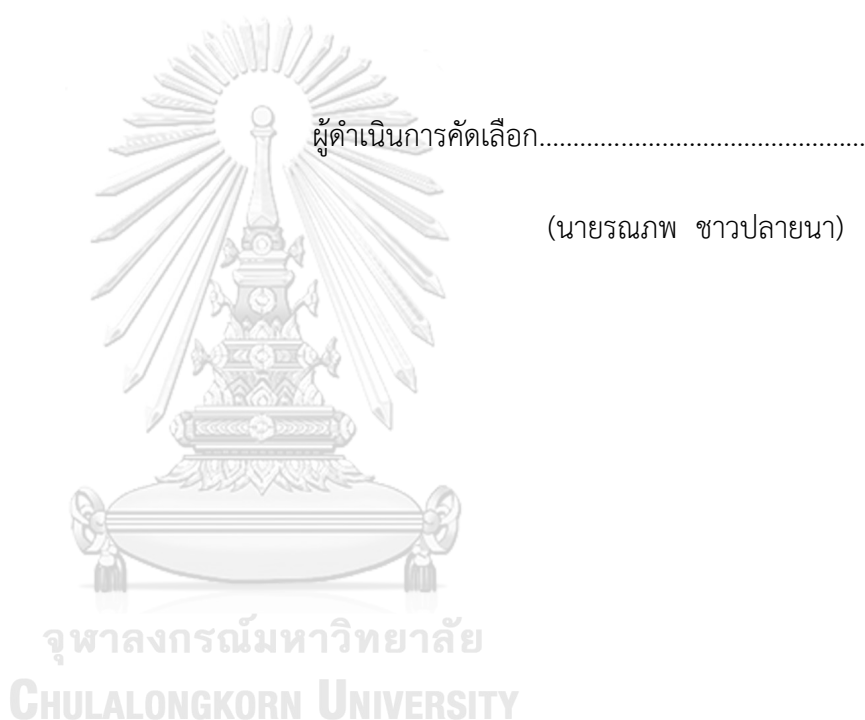 ผู้ดำเนินการคัดเลือก................................................
(นายรณภพ ชาวปลายนา)
จุฬาลงกรณ์มหาวิทยาลัย
CHULALONGKORN UNIVERSITY